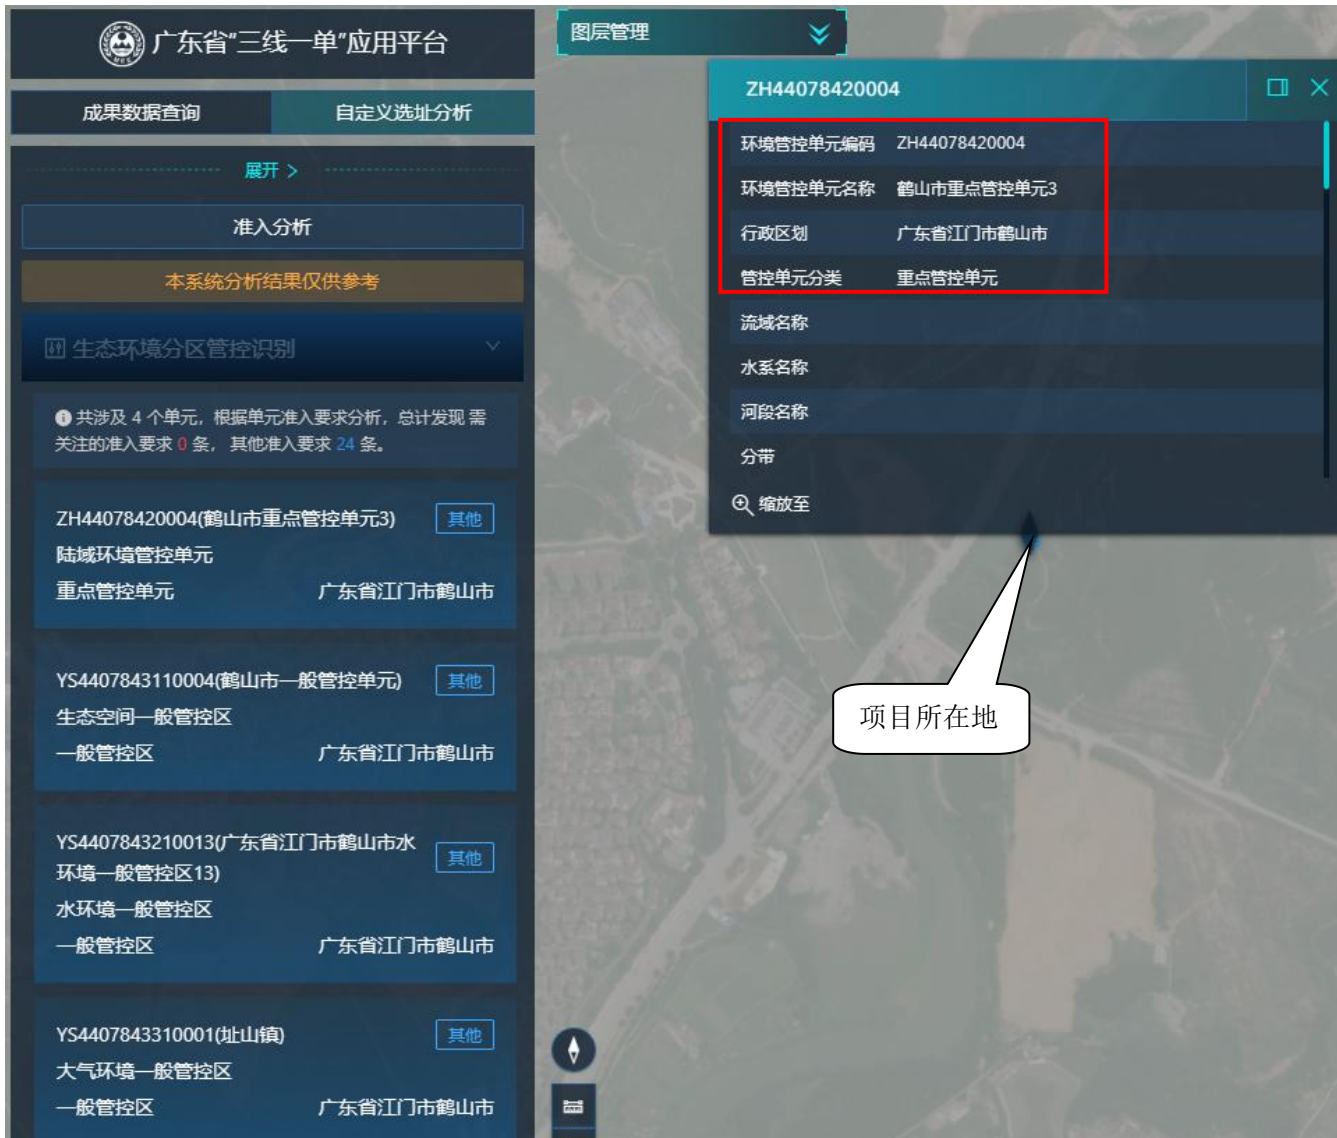 广东省"三线一单"应用平台
成果数据查询
自定义选址分析
展开 >
准入分析
本系统分析结果仅供参考
生态环境分区管控识别
共涉及 4 个单元，根据单元准入要求分析，总计发现 需
关注的准入要求 0 条， 其他准入要求 24 条。
ZH44078420004(鹤山市重点管控单元3)
其他
陆域环境管控单元
重点管控单元 广东省江门市鹤山市
YS4407843110004(鹤山市一般管控单元)
其他
生态空间一般管控区
一般管控区 广东省江门市鹤山市
YS4407843210013(广东省江门市鹤山市水
环境一般管控区13)
其他
水环境一般管控区
一般管控区 广东省江门市鹤山市
YS4407843310001(址山镇)
其他
大气环境一般管控区
一般管控区 广东省江门市鹤山市
图层管理
ZH44078420004
环境管控单元编码 ZH44078420004
环境管控单元名称 鹤山市重点管控单元3
行政区划 广东省江门市鹤山市
管控单元分类 重点管控单元
流域名称
水系名称
河段名称
分带
缩放至
项目所在地